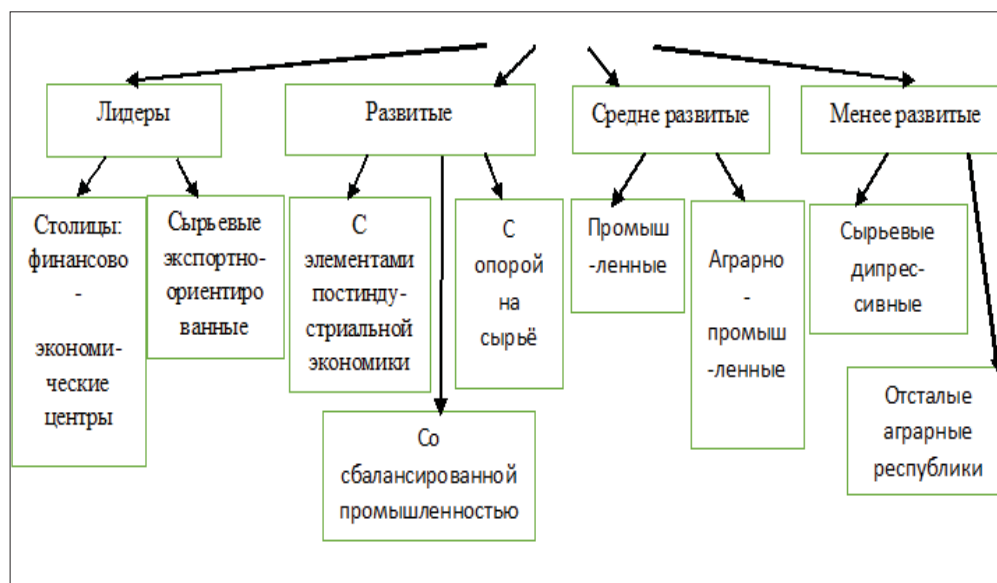 Лидеры
Развитые
Средне развитые
Менее развитые
Столицы:
финансово
-
экономи-
ческие
центры
Сырьевые
экспортно-
ориентиро
ванные
С
элементами
постинду-
стриальной
экономики
Со
сбалансированной
промышленностью
С
опорой
на
сырьё
Промыш
-ленные
Аграрно
-
промыш
-ленные
Сырьевые
дипрес-
сивные
Отсталые
аграрные
республики